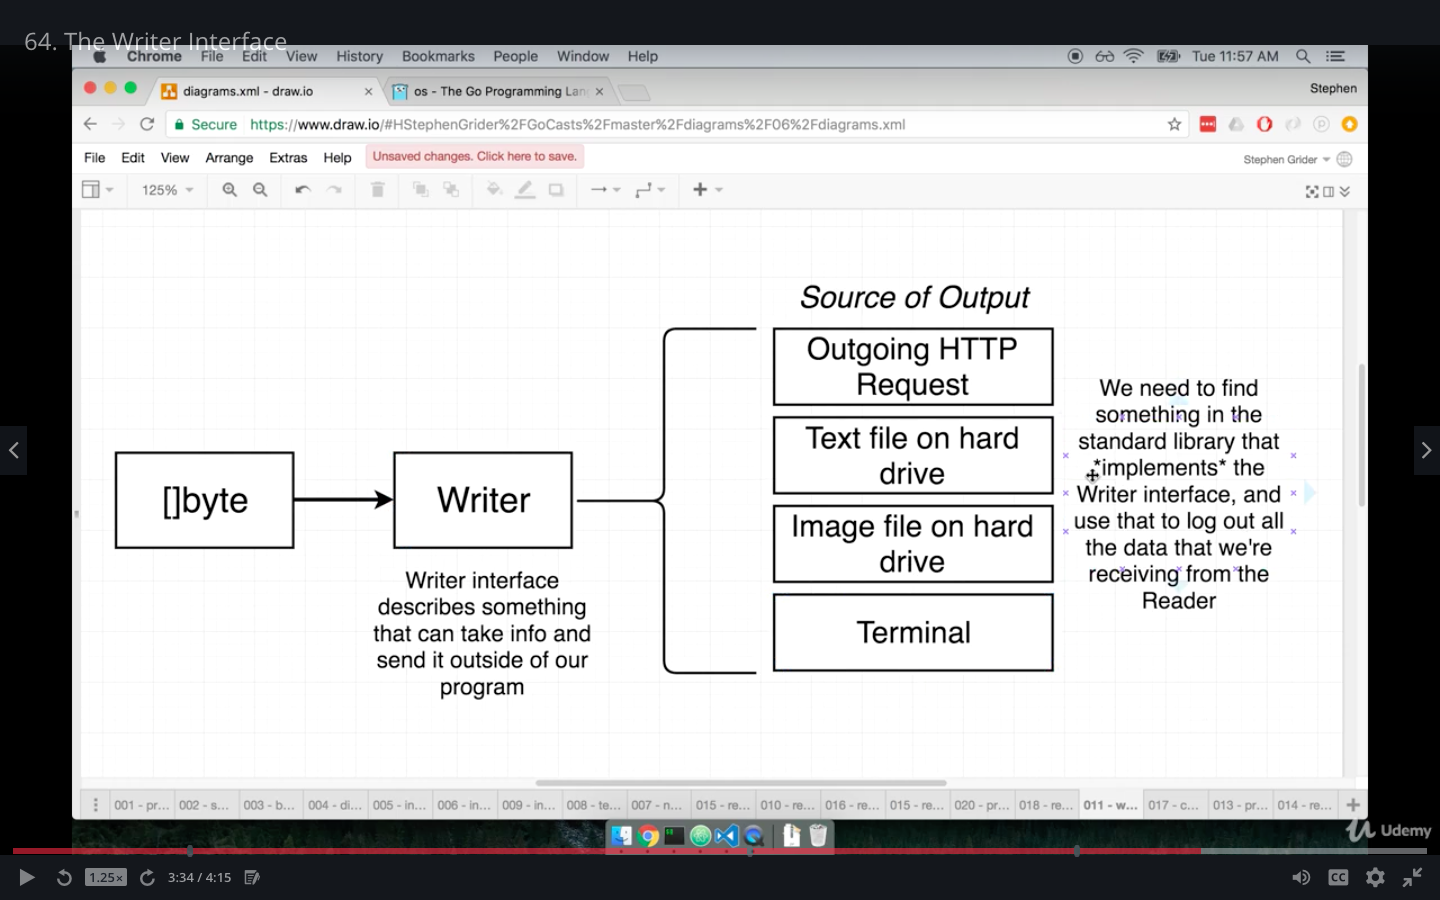 64. The Writer Interface
Chrome File Edit View History Bookmarks People Window Help Tue 11:57 AM
diagrams.xml - draw.io os - The Go Programming Lan Stephen
Secure https://www.draw.io/#HStephenGrider%2FGoCasts%2Fmaster%2Fdiagrams%2F06%2Fdiagrams.xml
File Edit View Arrange Extras Help Unsaved changes. Click here to save. Stephen Grider
125%
Source of Output
Outgoing HTTP
Request
Text file on hard
drive
Image file on hard
drive
Terminal
We need to find
something in the
standard library that
*implements* the
Writer interface, and
use that to log out all
the data that we're
receiving from the
Reader
[]byte
Writer
Writer interface
describes something
that can take info and
send it outside of our
program
001 - pr... 002 - s... 003 - b... 004 - di... 005 - in... 006 - in... 009 - in... 008 - te... 007 - n... 015 - re... 010 - re... 016 - re... 015 - re... 020 - pr... 018 - re... 011 - w... 017 - c... 013 - pr... 014 - re...
Udemy
1.25x 3:34 / 4:15 CC